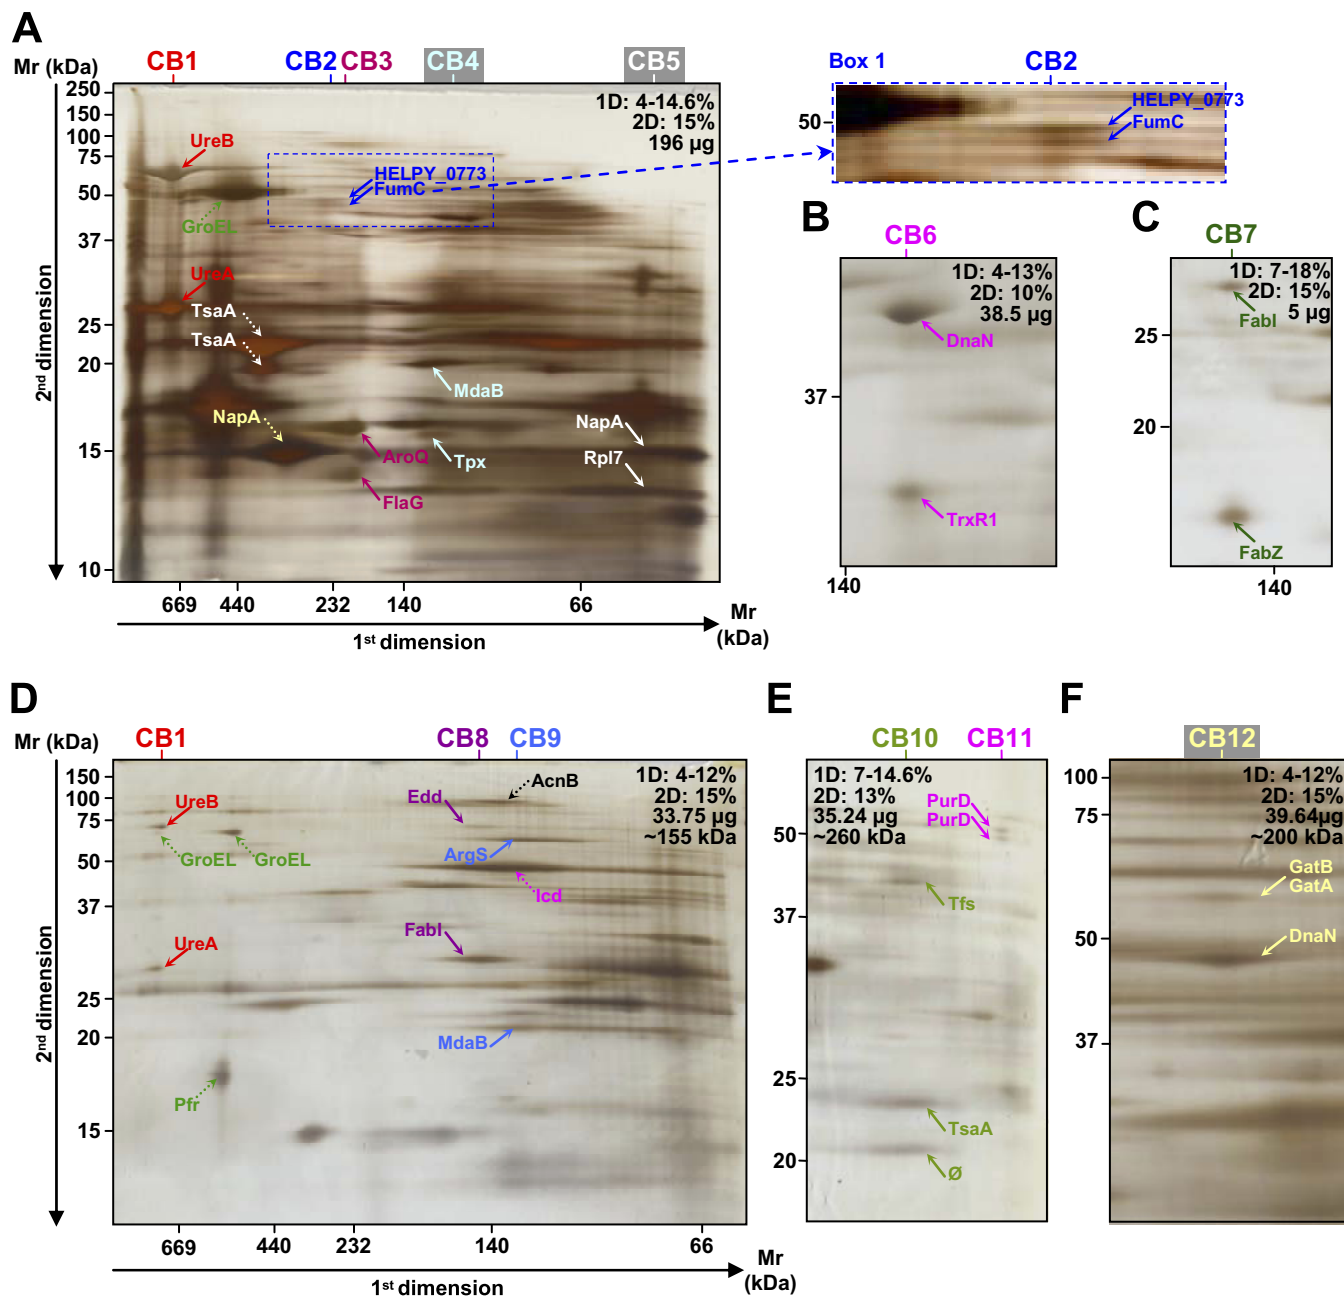 A
Mr (kDa)
CB1
CB2
CB3
CB4
CB5
250
150
100
75
50
37
25
20
15
10
2nd dimension
1D: 4-14.6%
2D: 15%
196 µg
UreB
HELPY_0773
FumC
GroEL
UreA
TsaA
TsaA
MdaB
NapA
NapA
AroQ
Tpx
Rpl7
FlaG
669
440
232
140
66
1st dimension
Mr
(kDa)
Box 1
CB2
50
HELPY_0773
FumC
B
CB6
1D: 4-13%
2D: 10%
38.5 µg
DnaN
37
TrxR1
140
C
CB7
1D: 7-18%
2D: 15%
5 µg
FabI
25
20
FabZ
140
D
Mr (kDa)
CB1
CB8
CB9
150
100
75
50
37
25
20
15
2nd dimension
1D: 4-12%
2D: 15%
33.75 µg
~155 kDa
AcnB
Edd
UreB
GroEL
GroEL
ArgS
Icd
FabI
UreA
MdaB
Pfr
669
440
232
140
66
1st dimension
Mr
(kDa)
E
CB10
CB11
1D: 7-14.6%
2D: 13%
35.24 µg
~260 kDa
PurD
PurD
50
Tfs
37
25
TsaA
20
Ø
F
CB12
100
75
50
37
1D: 4-12%
2D: 15%
39.64µg
~200 kDa
GatB
GatA
DnaN